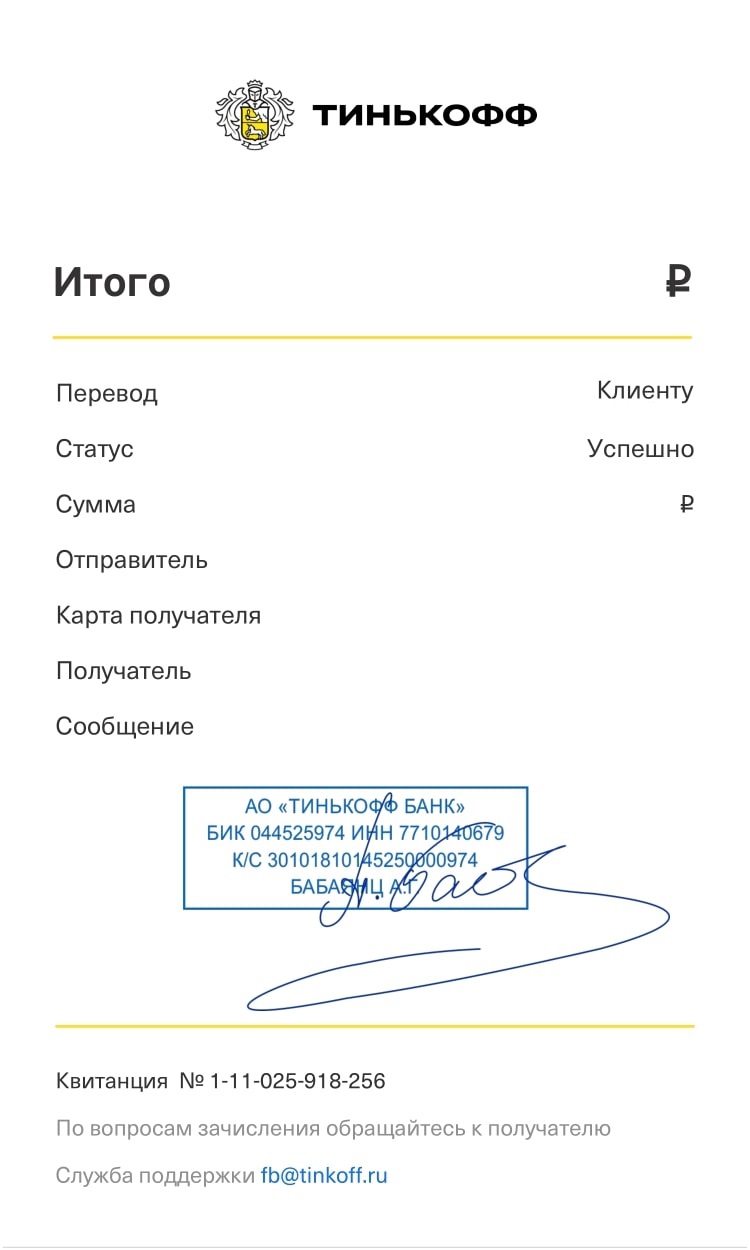 ТИНЬКОФФ
Итого ₽
Перевод Клиенту
Статус Успешно
Сумма ₽
Отправитель
Карта получателя
Получатель
Сообщение
АО «ТИНЬКОФФ БАНК»
БИК 044525974 ИНН 7710140679
К/С 30101810145250000974
БАБАЯНЦ А.Г
Квитанция № 1-11-025-918-256
По вопросам зачисления обращайтесь к получателю
Служба поддержки fb@tinkoff.ru